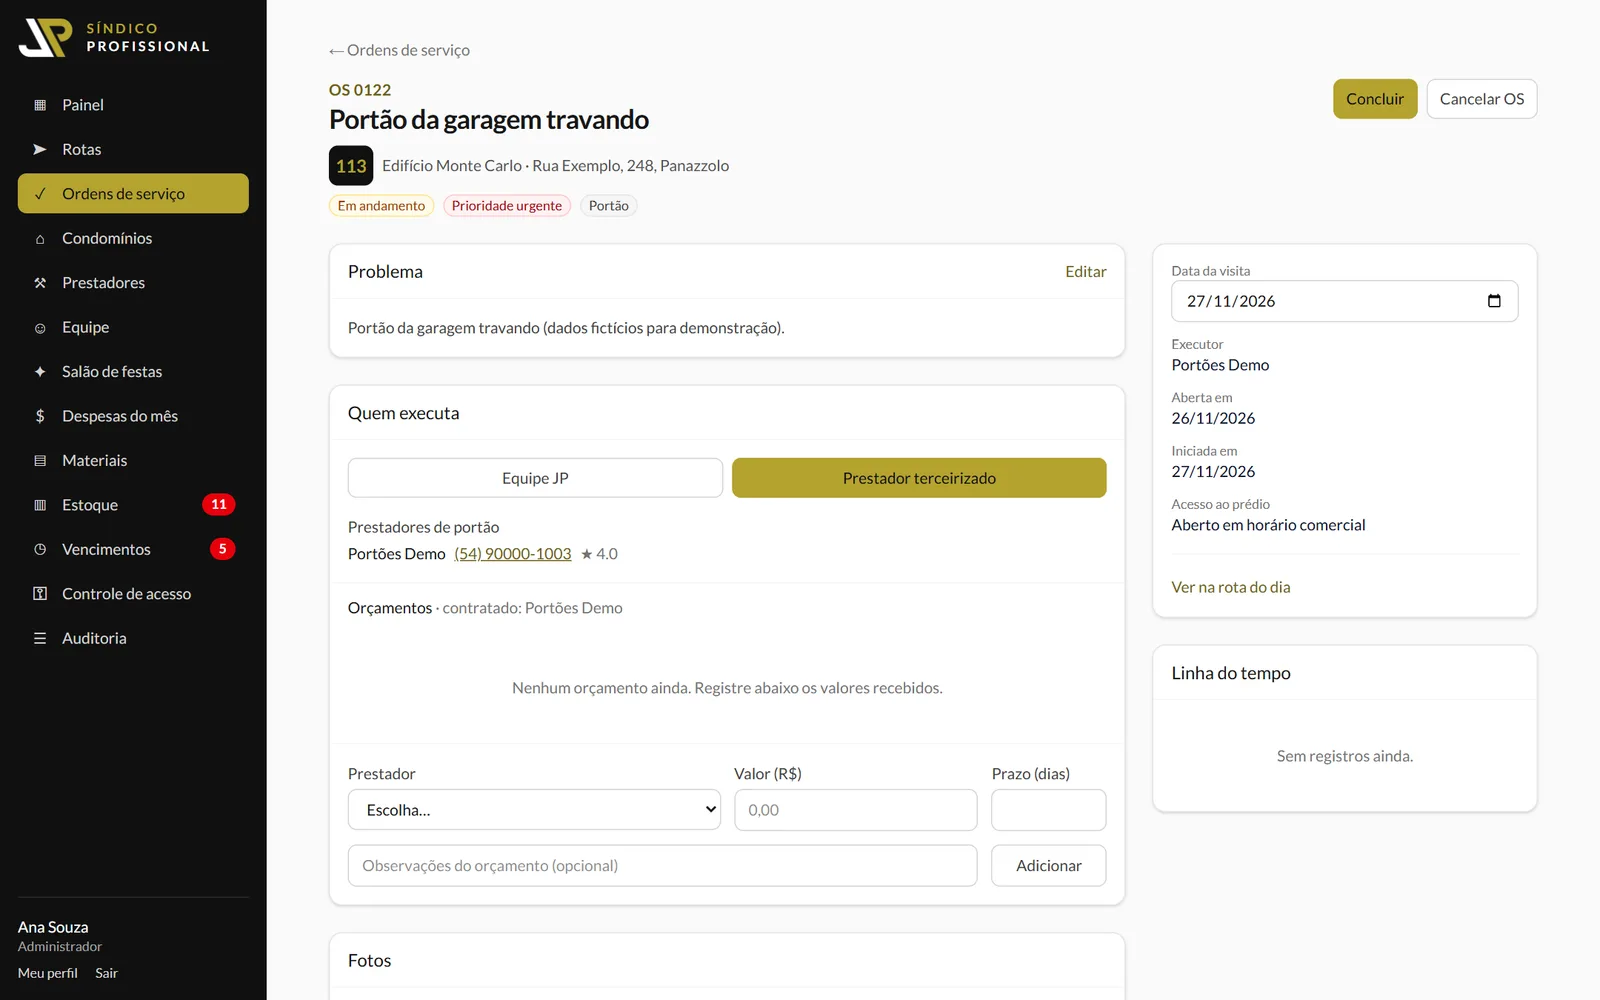 JP
SÍNDICO
PROFISSIONAL
Painel
Rotas
Ordens de serviço
Condomínios
Prestadores
Equipe
Salão de festas
$ Despesas do mês
Materiais
Estoque 11
Vencimentos 5
Controle de acesso
Auditoria
Ana Souza
Administrador
Meu perfil Sair
← Ordens de serviço
OS 0122
Portão da garagem travando
113 Edifício Monte Carlo · Rua Exemplo, 248, Panazzolo
Em andamento Prioridade urgente Portão
Concluir Cancelar OS
Problema Editar
Portão da garagem travando (dados fictícios para demonstração).
Quem executa
Equipe JP Prestador terceirizado
Prestadores de portão
Portões Demo (54) 90000-1003 ★ 4.0
Orçamentos · contratado: Portões Demo
Nenhum orçamento ainda. Registre abaixo os valores recebidos.
Prestador Valor (R$) Prazo (dias)
Escolha... 0,00
Observações do orçamento (opcional) Adicionar
Fotos
Data da visita
27/11/2026
Executor
Portões Demo
Aberta em
26/11/2026
Iniciada em
27/11/2026
Acesso ao prédio
Aberto em horário comercial
Ver na rota do dia
Linha do tempo
Sem registros ainda.